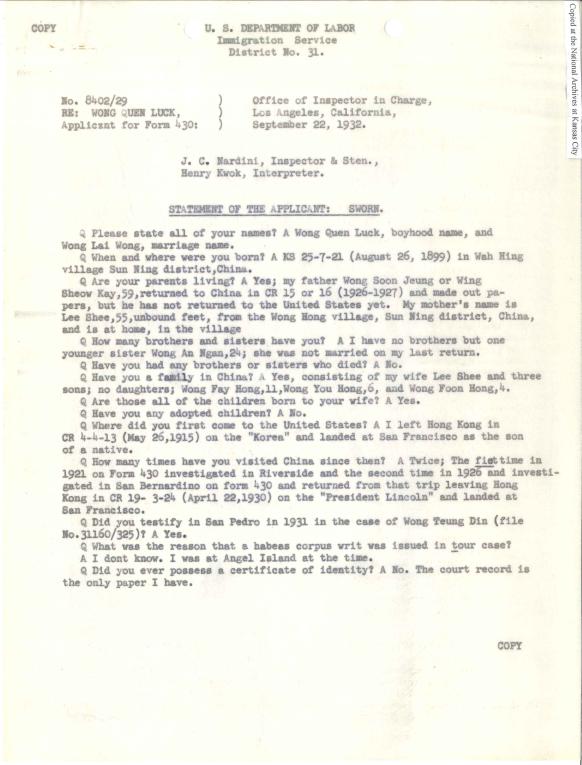 COPY
U. S. DEPARTMENT OF LABOR
Immigration Service
District No. 31.
No. 8402/29 ) Office of Inspector in Charge,
RE: WONG QUEN LUCK, ) Los Angeles, California,
Applicant for Form 430: ) September 22, 1932.
J. C. Nardini, Inspector & Sten.,
Henry Kwok, Interpreter.
STATEMENT OF THE APPLICANT: SWORN.
Q Please state all of your names? A Wong Quen Luck, boyhood name, and
Wong Lai Wong, marriage name.
Q When and where were you born? A KS 25-7-21 (August 26, 1899) in Wah Hing
village Sun Ning district,China.
Q Are your parents living? A Yes; my father Wong Soon Jeung or Wing
Sheow Kay,59,returned to China in CR 15 or 16 (1926-1927) and made out pa-
pers, but he has not returned to the United States yet. My mother's name is
Lee Shee,55,unbound feet, from the Wong Hong village, Sun Ning district, China,
and is at home, in the village
Q How many brothers and sisters have you? A I have no brothers but one
younger sister Wong An Ngan,24; she was not married on my last return.
Q Have you had any brothers or sisters who died? A No.
Q Have you a family in China? A Yes, consisting of my wife Lee Shee and three
sons; no daughters; Wong Fay Hong,11,Wong You Hong,6, and Wong Foon Hong,4.
Q Are those all of the children born to your wife? A Yes.
Q Have you any adopted children? A No.
Q Where did you first come to the United States? A I left Hong Kong in
CR 4-4-13 (May 26,1915) on the "Korea" and landed at San Francisco as the son
of a native.
Q How many times have you visited China since then? A Twice; The fist time in
1921 on Form 430 investigated in Riverside and the second time in 1926 and investi-
gated in San Bernardino on form 430 and returned from that trip leaving Hong
Kong in CR 19- 3-24 (April 22,1930) on the "President Lincoln" and landed at
San Francisco.
Q Did you testify in San Pedro in 1931 in the case of Wong Teung Din (file
No.31160/325)? A Yes.
Q What was the reason that a habeas corpus writ was issued in tour case?
A I dont know. I was at Angel Island at the time.
Q Did you ever possess a certificate of identity? A No. The court record is
the only paper I have.
COPY
Copied at the National Archives at Kansas City